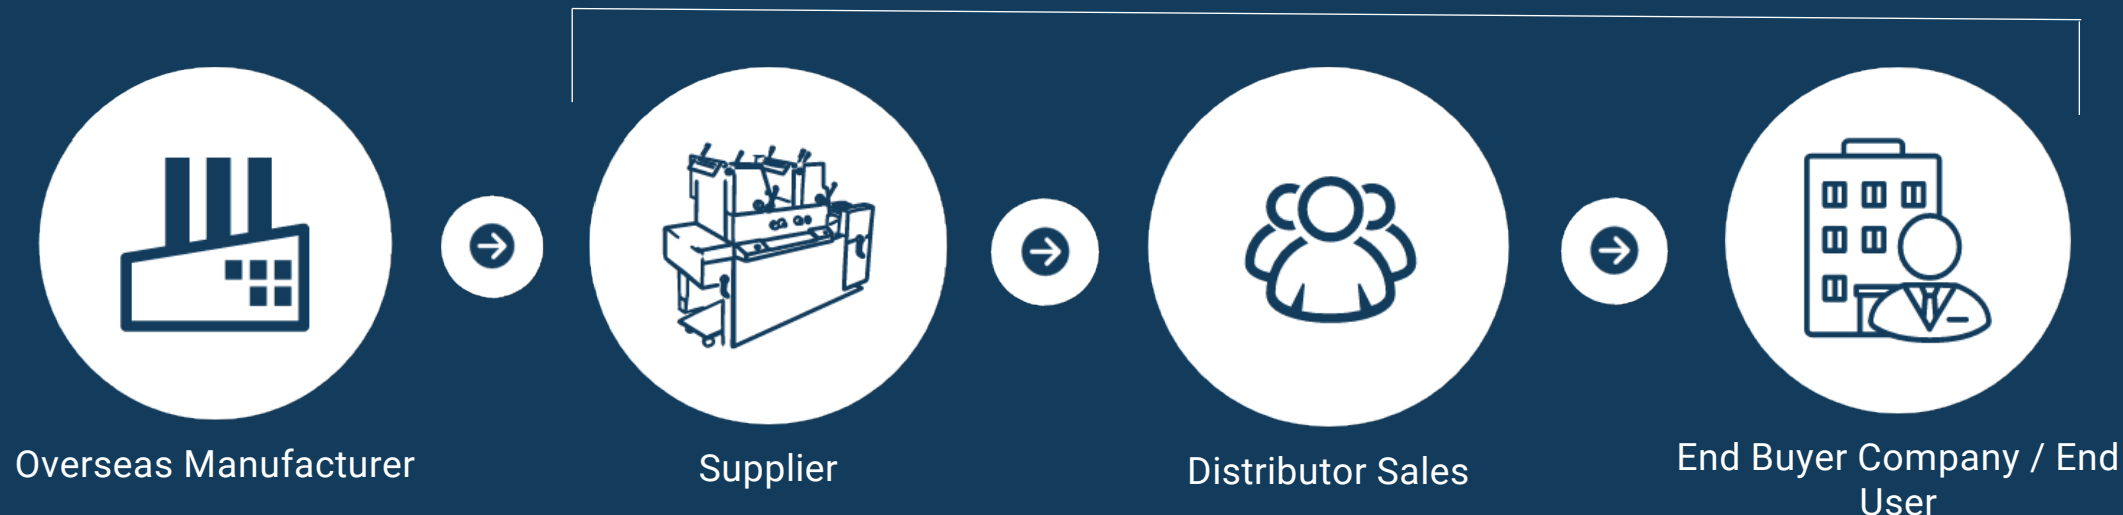 Overseas Manufacturer
Supplier
Distributor Sales
End Buyer Company / End
User